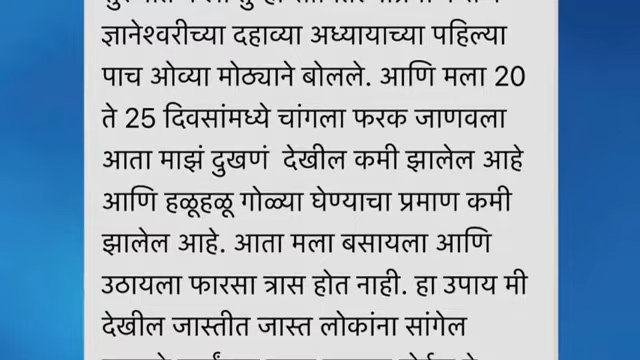 ज्ञानेश्वरीच्या दहाव्या अध्यायाच्या पहिल्या
पाच ओव्या मोठ्याने बोलले. आणि मला 20
ते 25 दिवसांमध्ये चांगला फरक जाणवला
आता माझं दुखणं देखील कमी झालेल आहे
आणि हळूहळू गोळ्या घेण्याचा प्रमाण कमी
झालेल आहे. आता मला बसायला आणि
उठायला फारसा त्रास होत नाही. हा उपाय मी
देखील जास्तीत जास्त लोकांना सांगेल